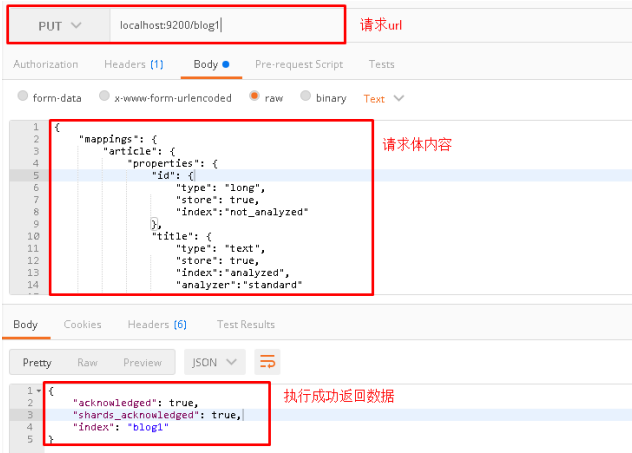 PUT localhost:9200/blog1 请求url
Authorization Headers (1) Body Pre-request Script Tests
form-data x-www-form-urlencoded raw binary Text
1 {
2 "mappings": {
3 "article": {
4 "properties": {
5 "id": {
6 "type": "long",
7 "store": true,
8 "index":"not_analyzed"
9 },
10 "title": {
11 "type": "text",
12 "store": true,
13 "index":"analyzed",
14 "analyzer":"standard"
请求体内容
Body Cookies Headers (6) Test Results
Pretty Raw Preview JSON
1 {
2 "acknowledged": true,
3 "shards_acknowledged": true,
4 "index": "blog1"
5 }
执行成功返回数据